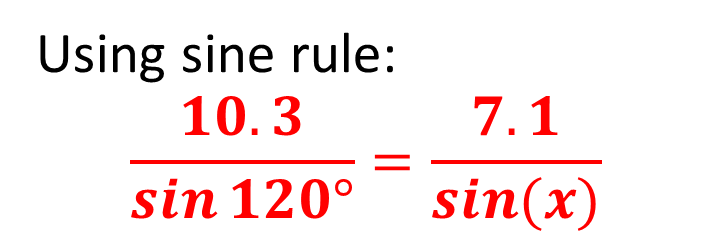 Using sine rule:
10.3/sin 120° = 7.1/sin(x)